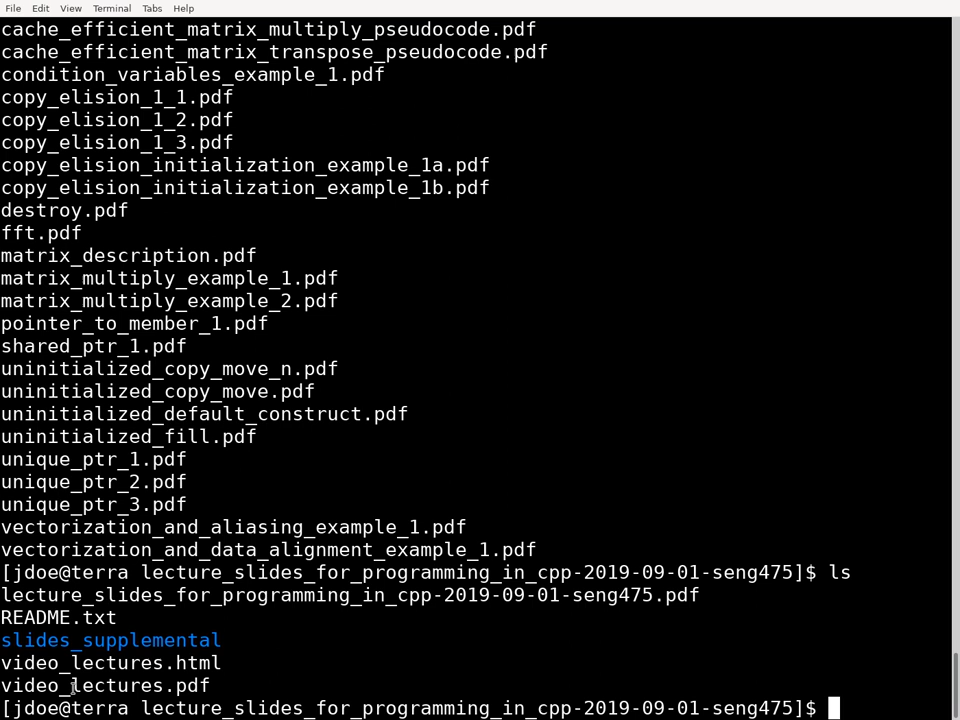 File Edit View Terminal Tabs Help
cache_efficient_matrix_multiply_pseudocode.pdf
cache_efficient_matrix_transpose_pseudocode.pdf
condition_variables_example_1.pdf
copy_elision_1_1.pdf
copy_elision_1_2.pdf
copy_elision_1_3.pdf
copy_elision_initialization_example_1a.pdf
copy_elision_initialization_example_1b.pdf
destroy.pdf
fft.pdf
matrix_description.pdf
matrix_multiply_example_1.pdf
matrix_multiply_example_2.pdf
pointer_to_member_1.pdf
shared_ptr_1.pdf
uninitialized_copy_move_n.pdf
uninitialized_copy_move.pdf
uninitialized_default_construct.pdf
uninitialized_fill.pdf
unique_ptr_1.pdf
unique_ptr_2.pdf
unique_ptr_3.pdf
vectorization_and_aliasing_example_1.pdf
vectorization_and_data_alignment_example_1.pdf
[jdoe@terra lecture_slides_for_programming_in_cpp-2019-09-01-seng475]$ ls
lecture_slides_for_programming_in_cpp-2019-09-01-seng475.pdf
README.txt
slides_supplemental
video_lectures.html
video_lectures.pdf
[jdoe@terra lecture_slides_for_programming_in_cpp-2019-09-01-seng475]$